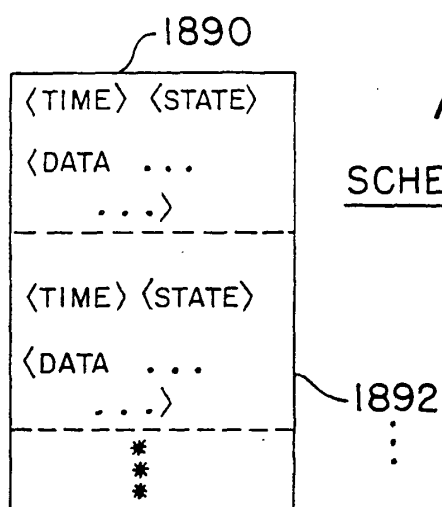 1890
⟨TIME⟩ ⟨STATE⟩
⟨DATA ...
...⟩
SCHE
⟨TIME⟩ ⟨STATE⟩
⟨DATA ...
...⟩
1892
*
*
*